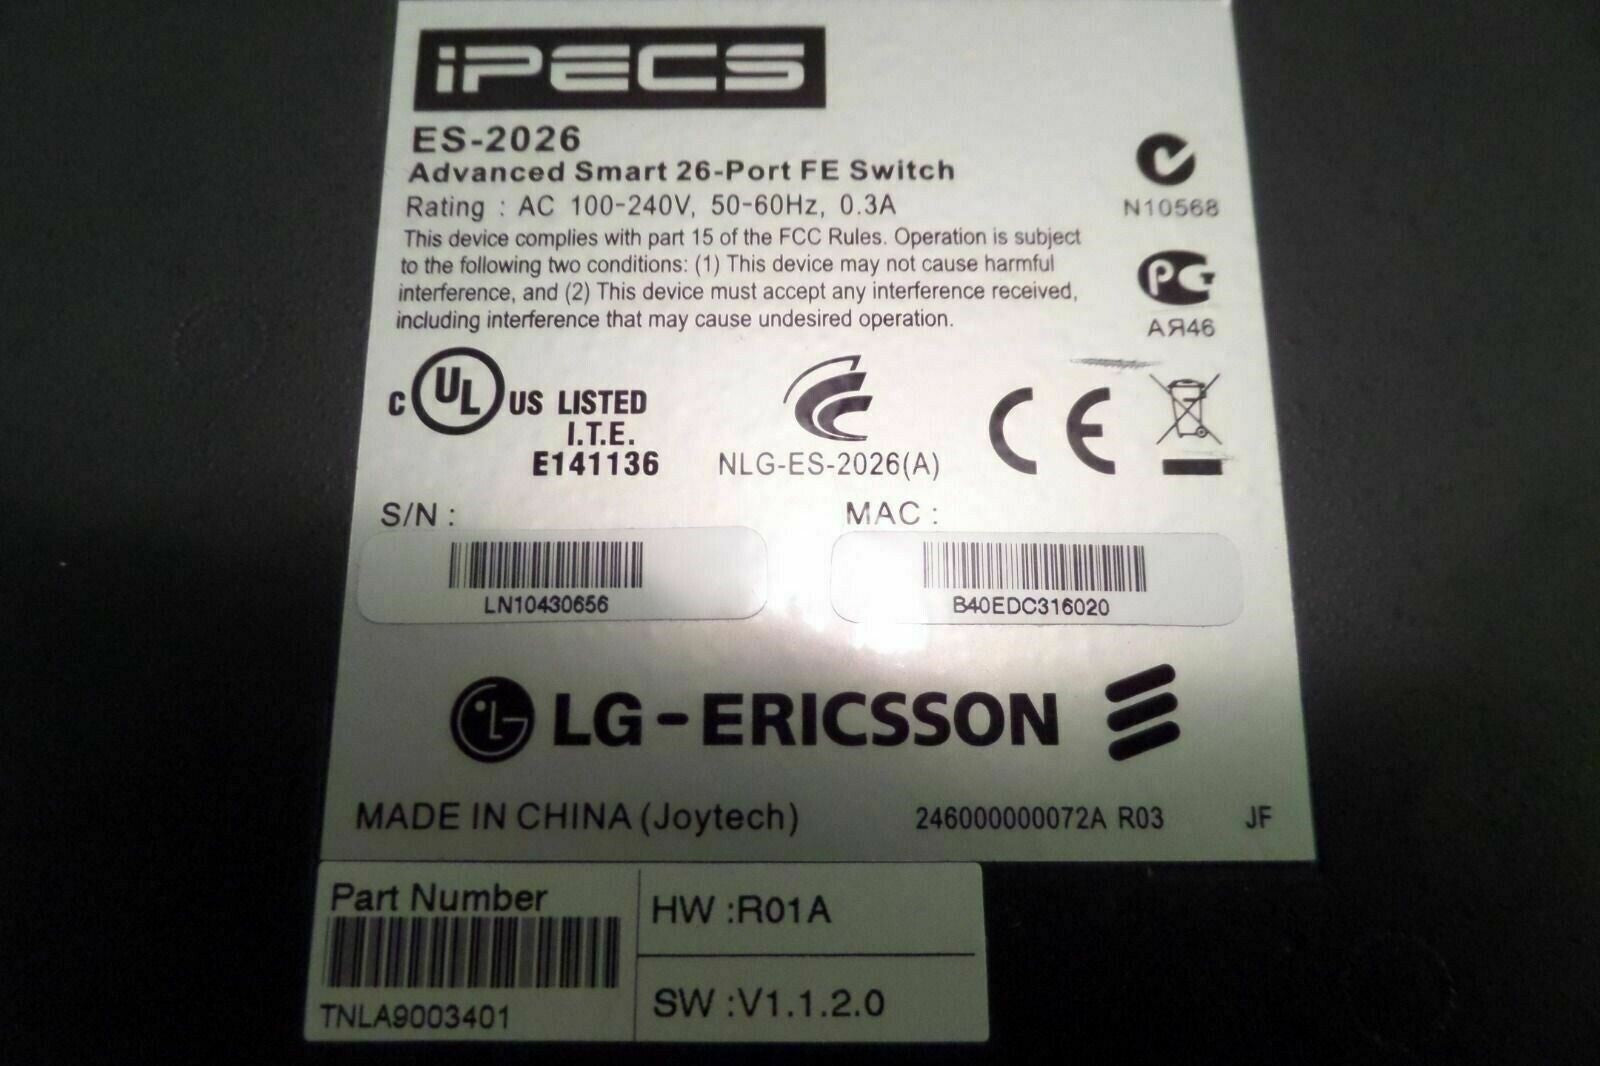 iPECS
ES-2026
Advanced Smart 26-Port FE Switch
Rating : AC 100-240V, 50-60Hz, 0.3A
This device complies with part 15 of the FCC Rules. Operation is subject
to the following two conditions: (1) This device may not cause harmful
interference, and (2) This device must accept any interference received,
including interference that may cause undesired operation.
N10568
PG
АЯ46
C UL US LISTED
I.T.E.
E141136
NLG-ES-2026(A)
CE
S/N :
LN10430656
MAC :
B40EDC316020
LG-ERICSSON
MADE IN CHINA (Joytech)
246000000072A R03
JF
Part Number
TNLA9003401
HW :R01A
SW :V1.1.2.0